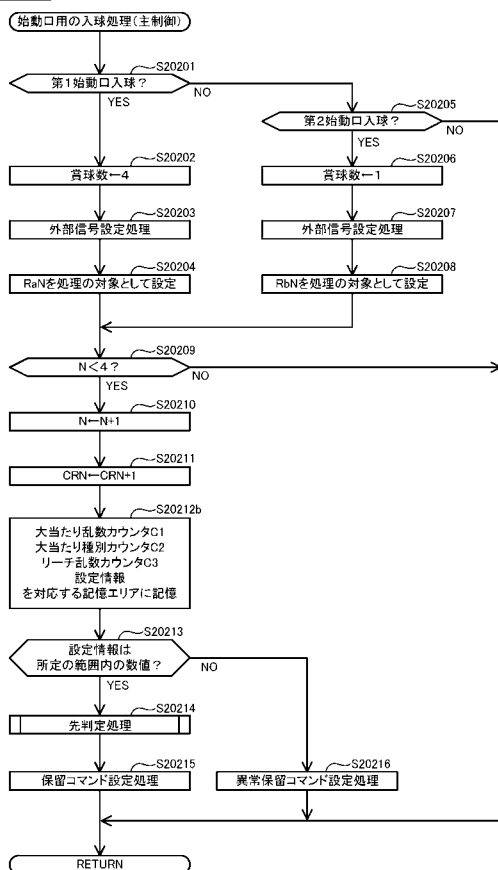 始動口用の入球処理(主制御)
S20201
第1始動口入球?
NO
YES
S20205
第2始動口入球?
NO
YES
S20202
賞球数←4
S20206
賞球数←1
S20203
外部信号設定処理
S20207
外部信号設定処理
S20204
RaNを処理の対象として設定
S20208
RbNを処理の対象として設定
S20209
N<4?
NO
YES
S20210
N←N+1
S20211
CRN←CRN+1
S20212b
大当たり乱数カウンタC1
大当たり種別カウンタC2
リーチ乱数カウンタC3
設定情報
を対応する記憶エリアに記憶
S20213
設定情報は
所定の範囲内の数値?
NO
YES
S20214
先判定処理
S20215
保留コマンド設定処理
S20216
異常保留コマンド設定処理
RETURN